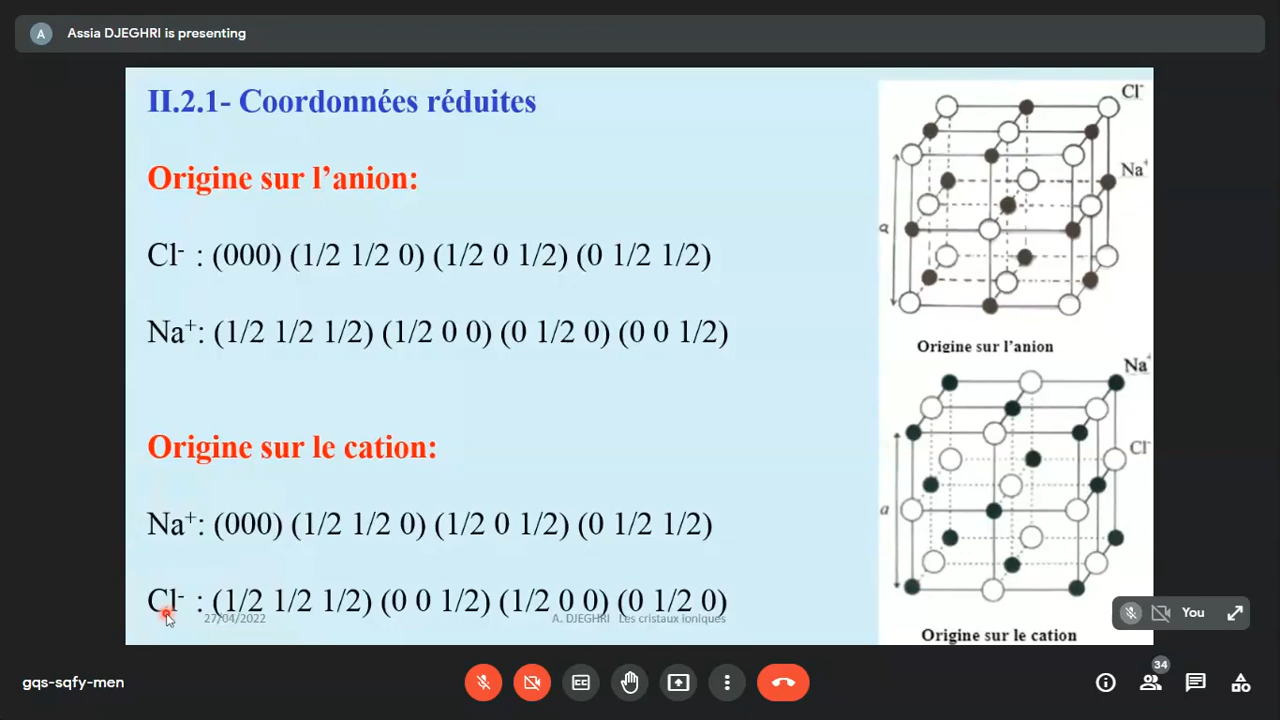 A
Assia DJEGHRI is presenting
II.2.1- Coordonnées réduites
Origine sur l’anion:
Cl⁻ : (000) (1/2 1/2 0) (1/2 0 1/2) (0 1/2 1/2)
Na⁺: (1/2 1/2 1/2) (1/2 0 0) (0 1/2 0) (0 0 1/2)
Origine sur le cation:
Na⁺: (000) (1/2 1/2 0) (1/2 0 1/2) (0 1/2 1/2)
Cl⁻ : (1/2 1/2 1/2) (0 0 1/2) (1/2 0 0) (0 1/2 0)
27/04/2022
A. DJEGHRI Les cristaux ioniques
Cl⁻
Na⁺
a
Origine sur l’anion
Na⁺
Cl⁻
a
Origine sur le cation
You
gqs-sqfy-men
34